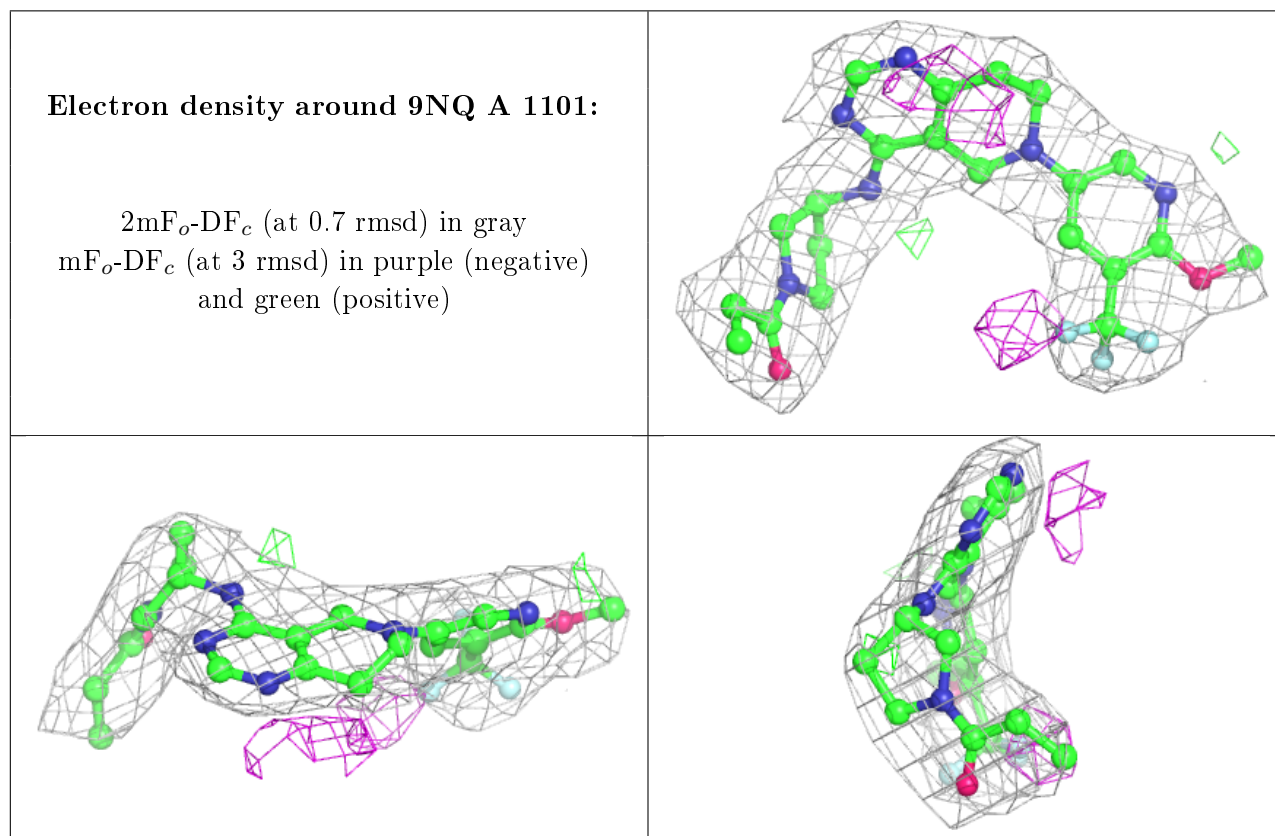 Electron density around 9NQ A 1101:
2mFₒ-DF𝒸 (at 0.7 rmsd) in gray
mFₒ-DF𝒸 (at 3 rmsd) in purple (negative)
and green (positive)